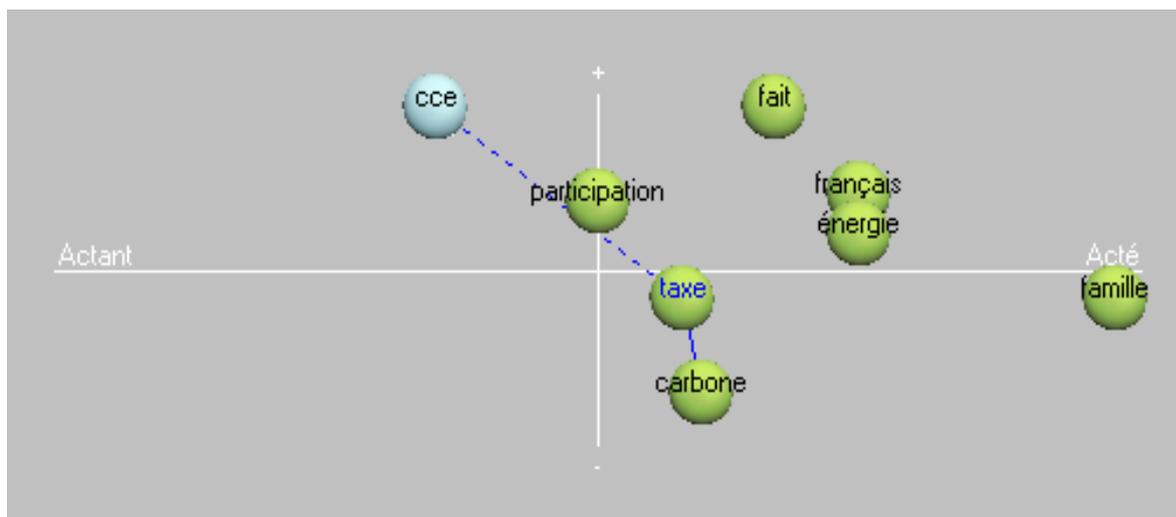 +
cce
fait
participation
français
énergie
Actant
Acté
taxe
famille
carbone
-